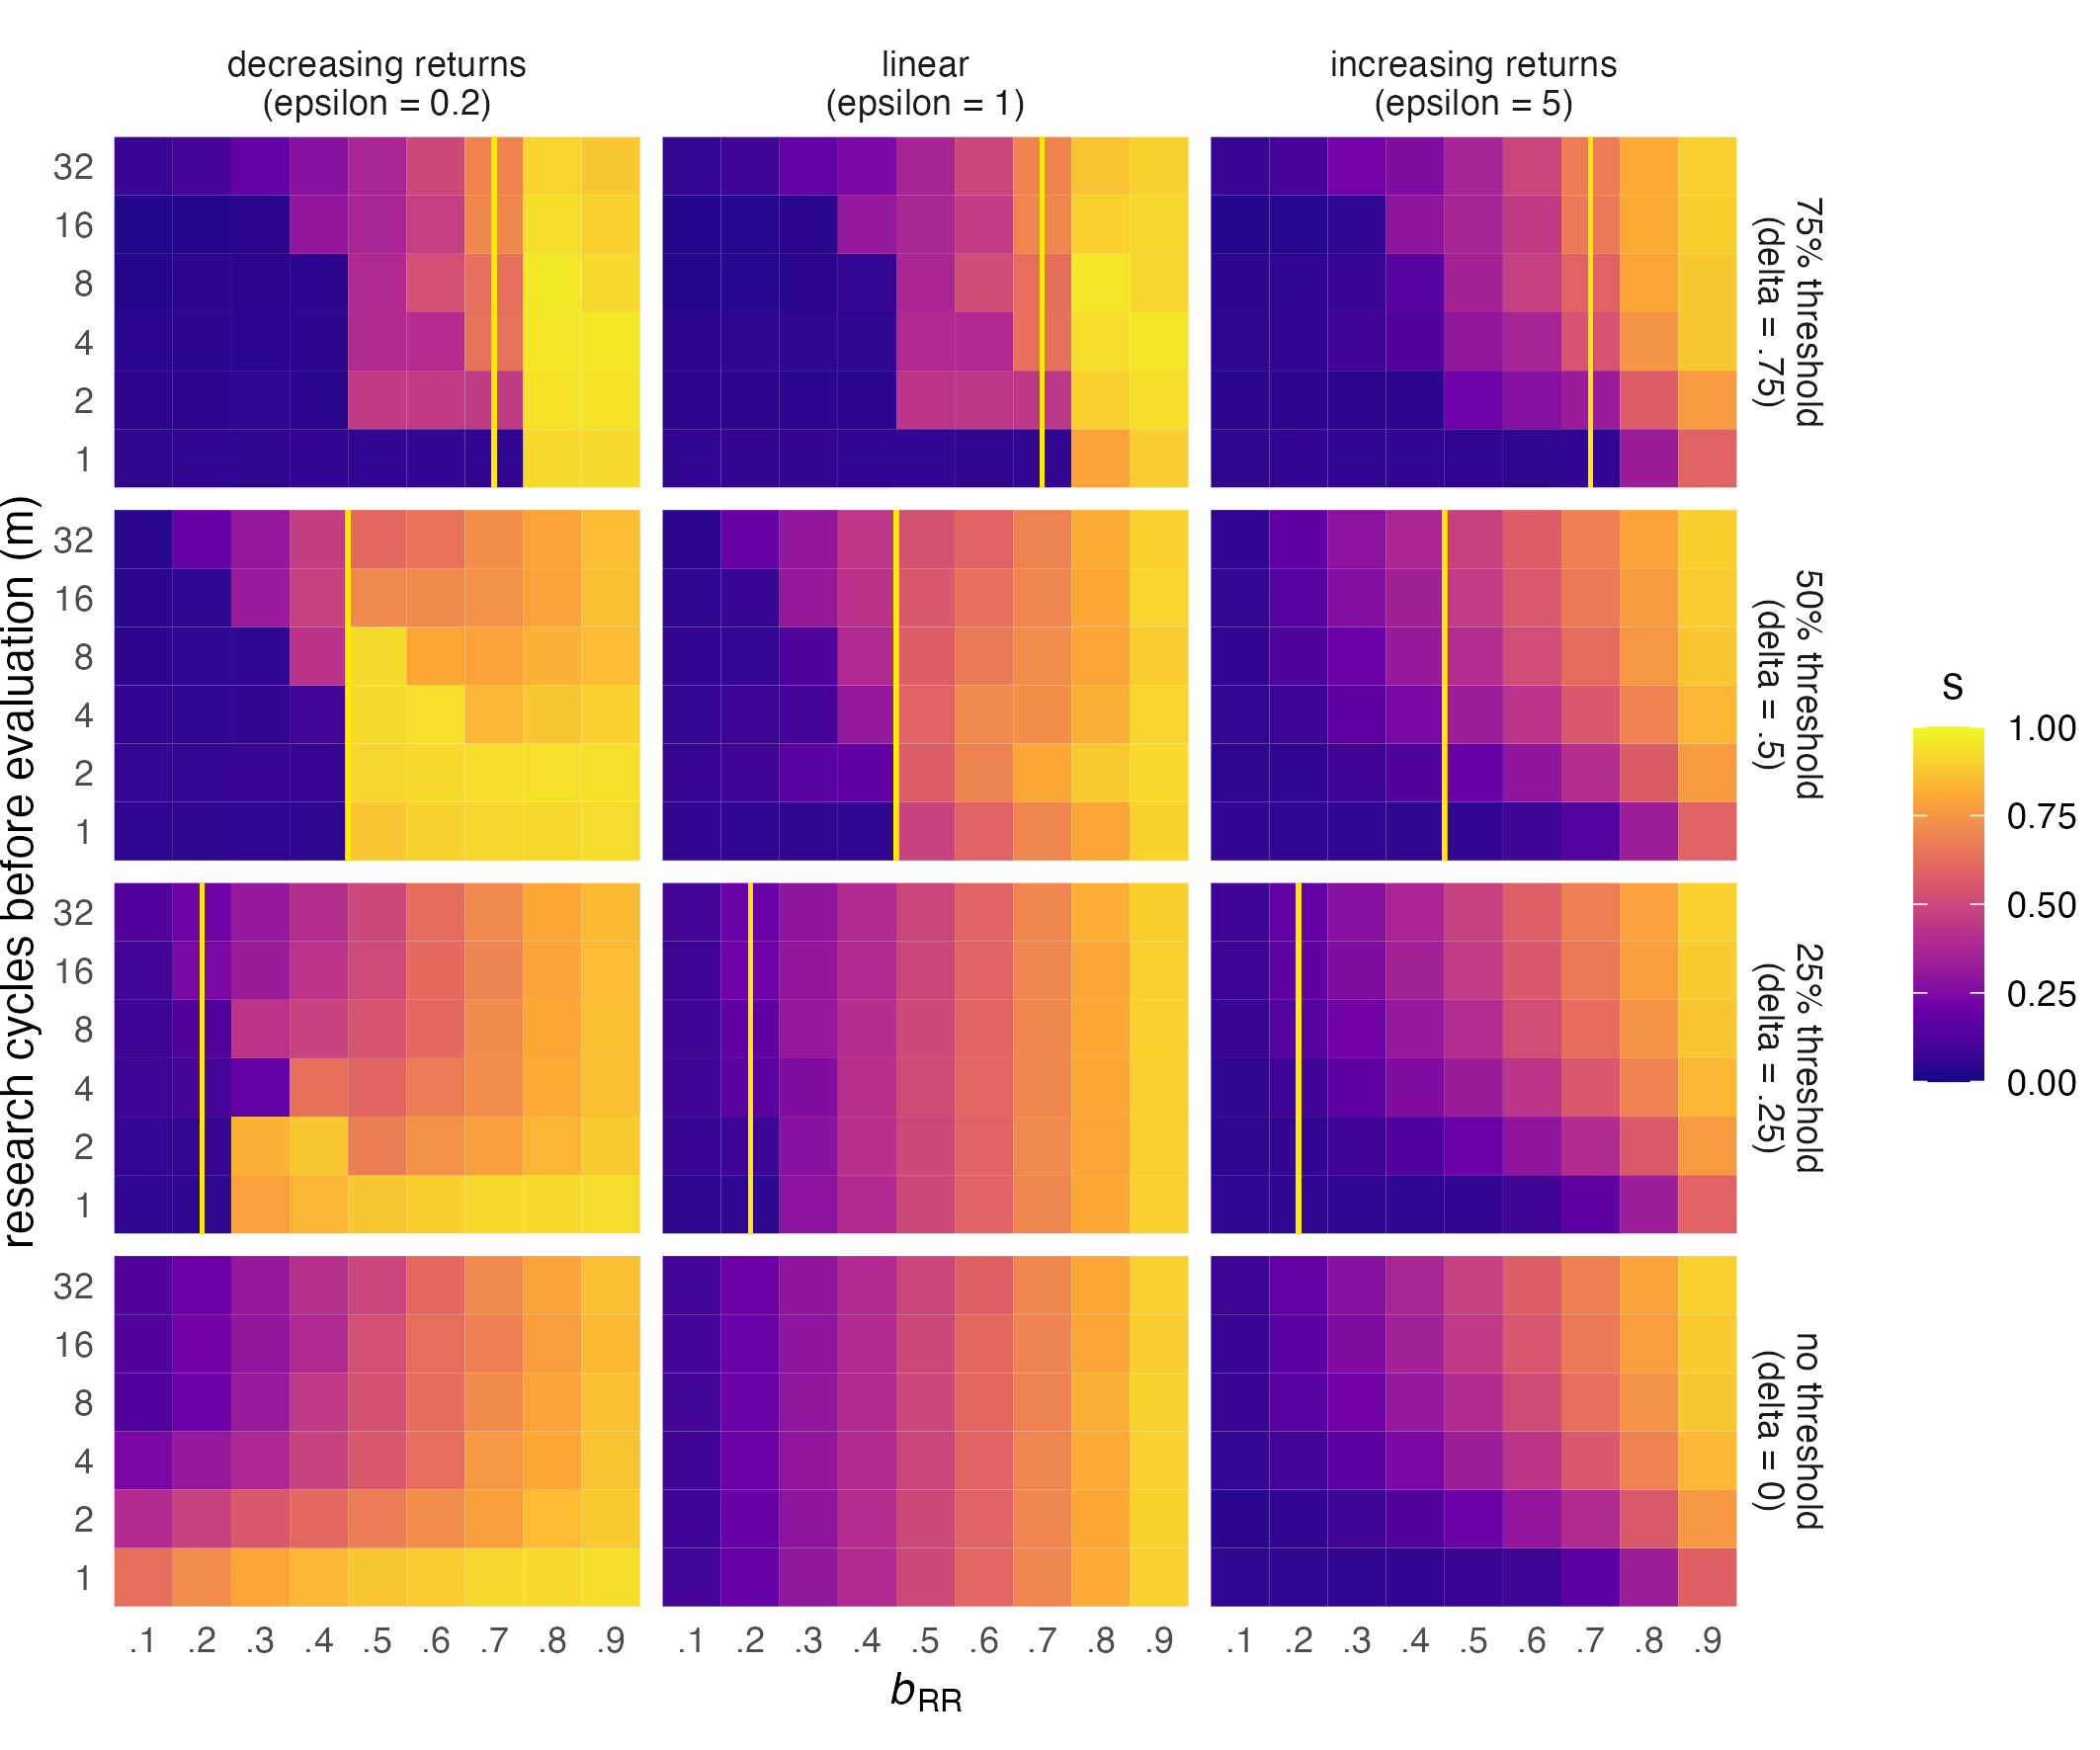 decreasing returns
(epsilon = 0.2)
linear
(epsilon = 1)
increasing returns
(epsilon = 5)
research cycles before evaluation (m)
32
16
8
4
2
1
75% threshold
(delta = .75)
32
16
8
4
2
1
50% threshold
(delta = .5)
32
16
8
4
2
1
25% threshold
(delta = .25)
32
16
8
4
2
1
no threshold
(delta = 0)
.1 .2 .3 .4 .5 .6 .7 .8 .9
.1 .2 .3 .4 .5 .6 .7 .8 .9
.1 .2 .3 .4 .5 .6 .7 .8 .9
bRR
s
1.00
0.75
0.50
0.25
0.00